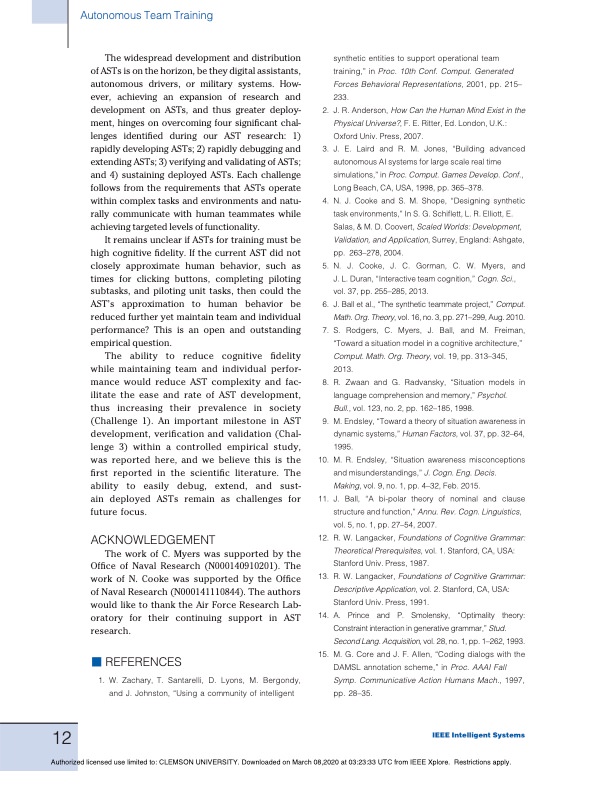 Autonomous Team Training
The widespread development and distribution
of ASTs is on the horizon, be they digital assistants,
autonomous drivers, or military systems. How-
ever, achieving an expansion of research and
development on ASTs, and thus greater deploy-
ment, hinges on overcoming four significant chal-
lenges identified during our AST research: 1)
rapidly developing ASTs; 2) rapidly debugging and
extending ASTs; 3) verifying and validating of ASTs;
and 4) sustaining deployed ASTs. Each challenge
follows from the requirements that ASTs operate
within complex tasks and environments and natu-
rally communicate with human teammates while
achieving targeted levels of functionality.
It remains unclear if ASTs for training must be
high cognitive fidelity. If the current AST did not
closely approximate human behavior, such as
times for clicking buttons, completing piloting
subtasks, and piloting unit tasks, then could the
AST's approximation to human behavior be
reduced further yet maintain team and individual
performance? This is an open and outstanding
empirical question.
The ability to reduce cognitive fidelity
while maintaining team and individual perfor-
mance would reduce AST complexity and fac-
ilitate the ease and rate of AST development,
thus increasing their prevalence in society
(Challenge 1). An important milestone in AST
development, verification and validation (Chal-
lenge 3) within a controlled empirical study,
was reported here, and we believe this is the
first reported in the scientific literature. The
ability to easily debug, extend, and sust-
ain deployed ASTs remain as challenges for
future focus.
ACKNOWLEDGEMENT
The work of C. Myers was supported by the
Office of Naval Research (N000140910201). The
work of N. Cooke was supported by the Office
of Naval Research (N000141110844). The authors
would like to thank the Air Force Research Lab-
oratory for their continuing support in AST
research.
REFERENCES
1. W. Zachary, T. Santarelli, D. Lyons, M. Bergondy,
and J. Johnston, “Using a community of intelligent
synthetic entities to support operational team
training,” in Proc. 10th Conf. Comput. Generated
Forces Behavioral Representations, 2001, pp. 215–
233.
2. J. R. Anderson, How Can the Human Mind Exist in the
Physical Universe?, F. E. Ritter, Ed. London, U.K.:
Oxford Univ. Press, 2007.
3. J. E. Laird and R. M. Jones, “Building advanced
autonomous AI systems for large scale real time
simulations,” in Proc. Comput. Games Develop. Conf.,
Long Beach, CA, USA, 1998, pp. 365–378.
4. N. J. Cooke and S. M. Shope, “Designing synthetic
task environments,” In S. G. Schiflett, L. R. Elliott, E.
Salas, & M. D. Coovert, Scaled Worlds: Development,
Validation, and Application, Surrey, England: Ashgate,
pp. 263–278, 2004.
5. N. J. Cooke, J. C. Gorman, C. W. Myers, and
J. L. Duran, “Interactive team cognition,” Cogn. Sci.,
vol. 37, pp. 255–285, 2013.
6. J. Ball et al., “The synthetic teammate project,” Comput.
Math. Org. Theory, vol. 16, no. 3, pp. 271–299, Aug. 2010.
7. S. Rodgers, C. Myers, J. Ball, and M. Freiman,
“Toward a situation model in a cognitive architecture,”
Comput. Math. Org. Theory, vol. 19, pp. 313–345,
2013.
8. R. Zwaan and G. Radvansky, “Situation models in
language comprehension and memory,” Psychol.
Bull., vol. 123, no. 2, pp. 162–185, 1998.
9. M. Endsley, “Toward a theory of situation awareness in
dynamic systems,” Human Factors, vol. 37, pp. 32–64,
1995.
10. M. R. Endsley, “Situation awareness misconceptions
and misunderstandings,” J. Cogn. Eng. Decis.
Making, vol. 9, no. 1, pp. 4–32, Feb. 2015.
11. J. Ball, “A bi-polar theory of nominal and clause
structure and function,” Annu. Rev. Cogn. Linguistics,
vol. 5, no. 1, pp. 27–54, 2007.
12. R. W. Langacker, Foundations of Cognitive Grammar:
Theoretical Prerequisites, vol. 1. Stanford, CA, USA:
Stanford Univ. Press, 1987.
13. R. W. Langacker, Foundations of Cognitive Grammar:
Descriptive Application, vol. 2. Stanford, CA, USA:
Stanford Univ. Press, 1991.
14. A. Prince and P. Smolensky, “Optimality theory:
Constraint interaction in generative grammar,” Stud.
Second Lang. Acquisition, vol. 28, no. 1, pp. 1–262, 1993.
15. M. G. Core and J. F. Allen, “Coding dialogs with the
DAMSL annotation scheme,” in Proc. AAAI Fall
Symp. Communicative Action Humans Mach., 1997,
pp. 28–35.
12
IEEE Intelligent Systems
Authorized licensed use limited to: CLEMSON UNIVERSITY. Downloaded on March 08,2020 at 03:23:33 UTC from IEEE Xplore. Restrictions apply.